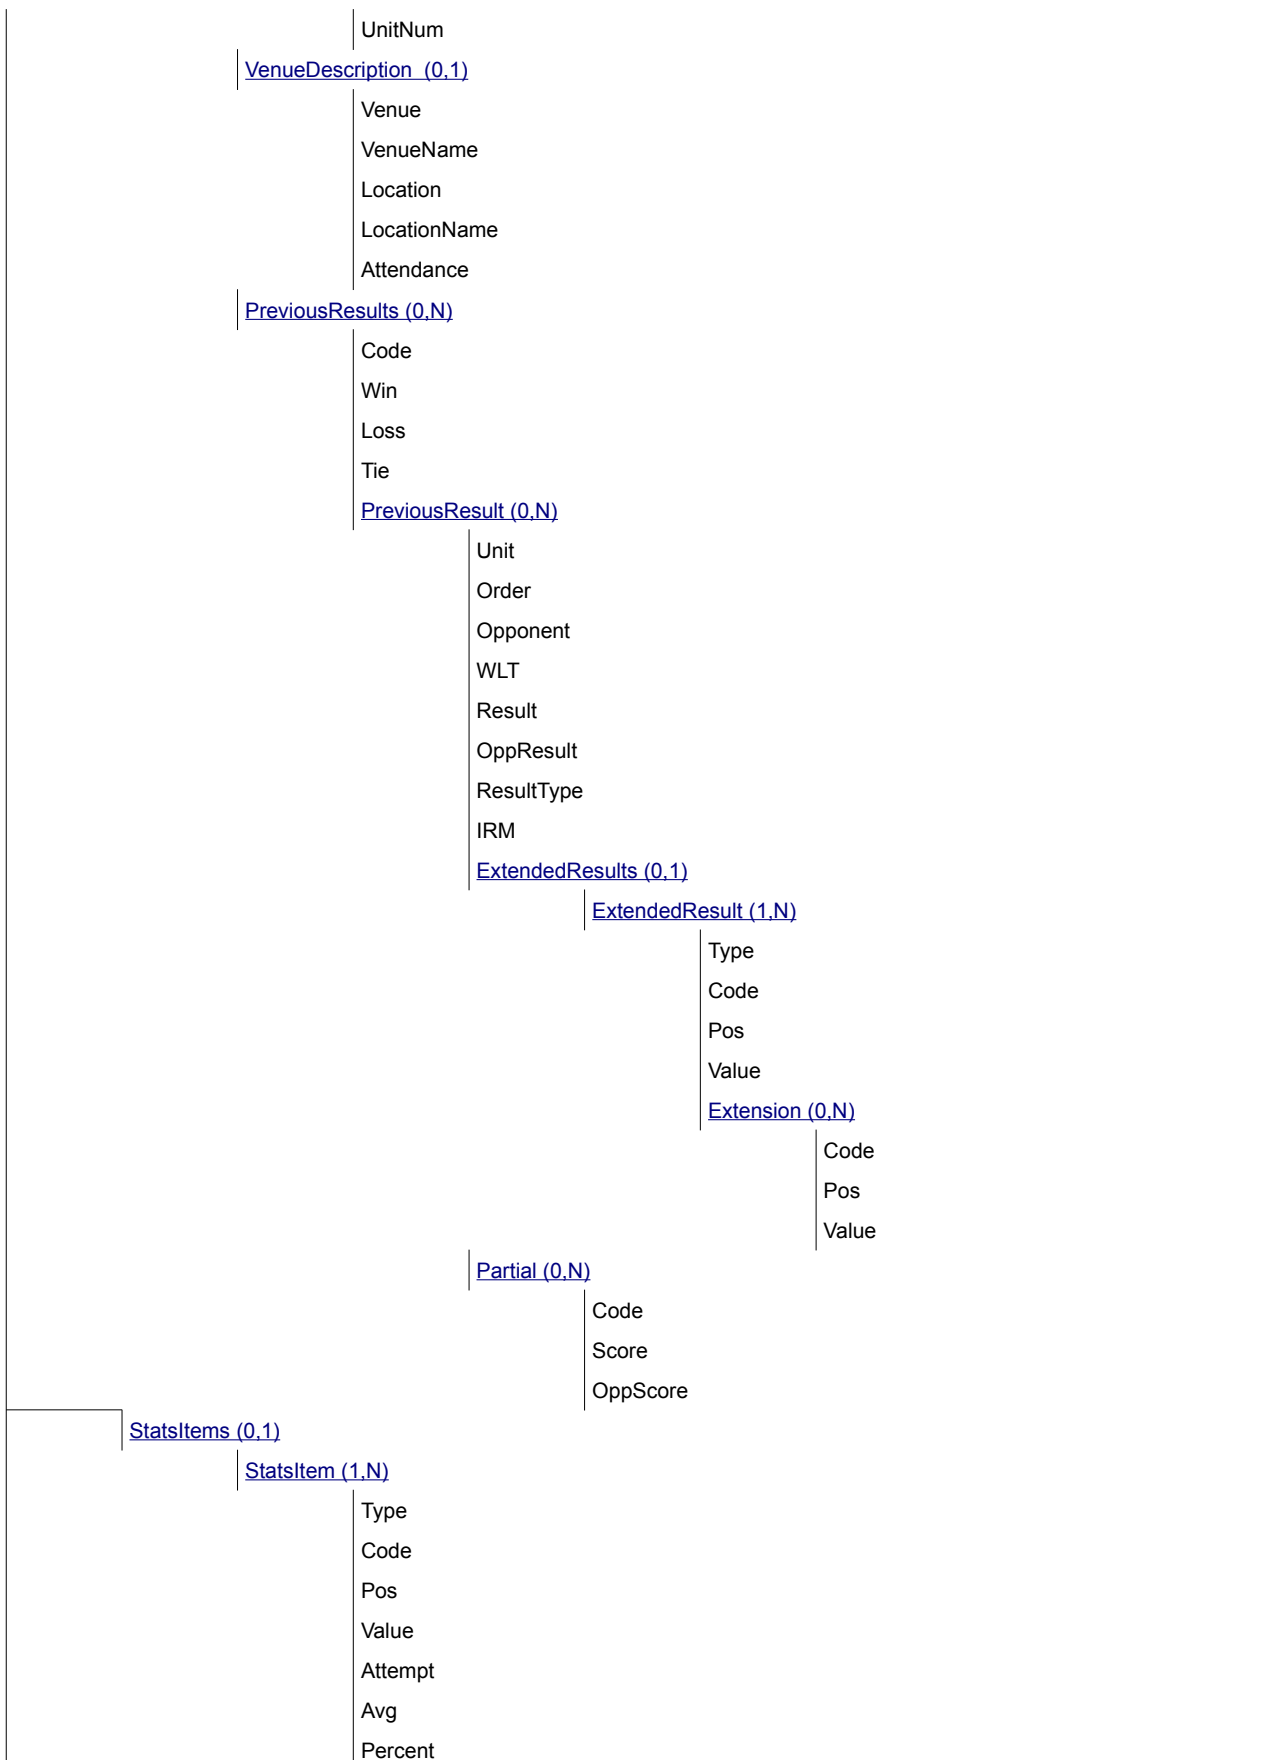 UnitNum
VenueDescription  (0,1)
Venue
VenueName
Location
LocationName
Attendance
PreviousResults (0,N)
Code
Win
Loss
Tie
PreviousResult (0,N)
Unit
Order
Opponent
WLT
Result
OppResult
ResultType
IRM
ExtendedResults (0,1)
ExtendedResult (1,N)
Type
Code
Pos
Value
Extension (0,N)
Code
Pos
Value
Partial (0,N)
Code
Score
OppScore
StatsItems (0,1)
StatsItem (1,N)
Type
Code
Pos
Value
Attempt
Avg
Percent